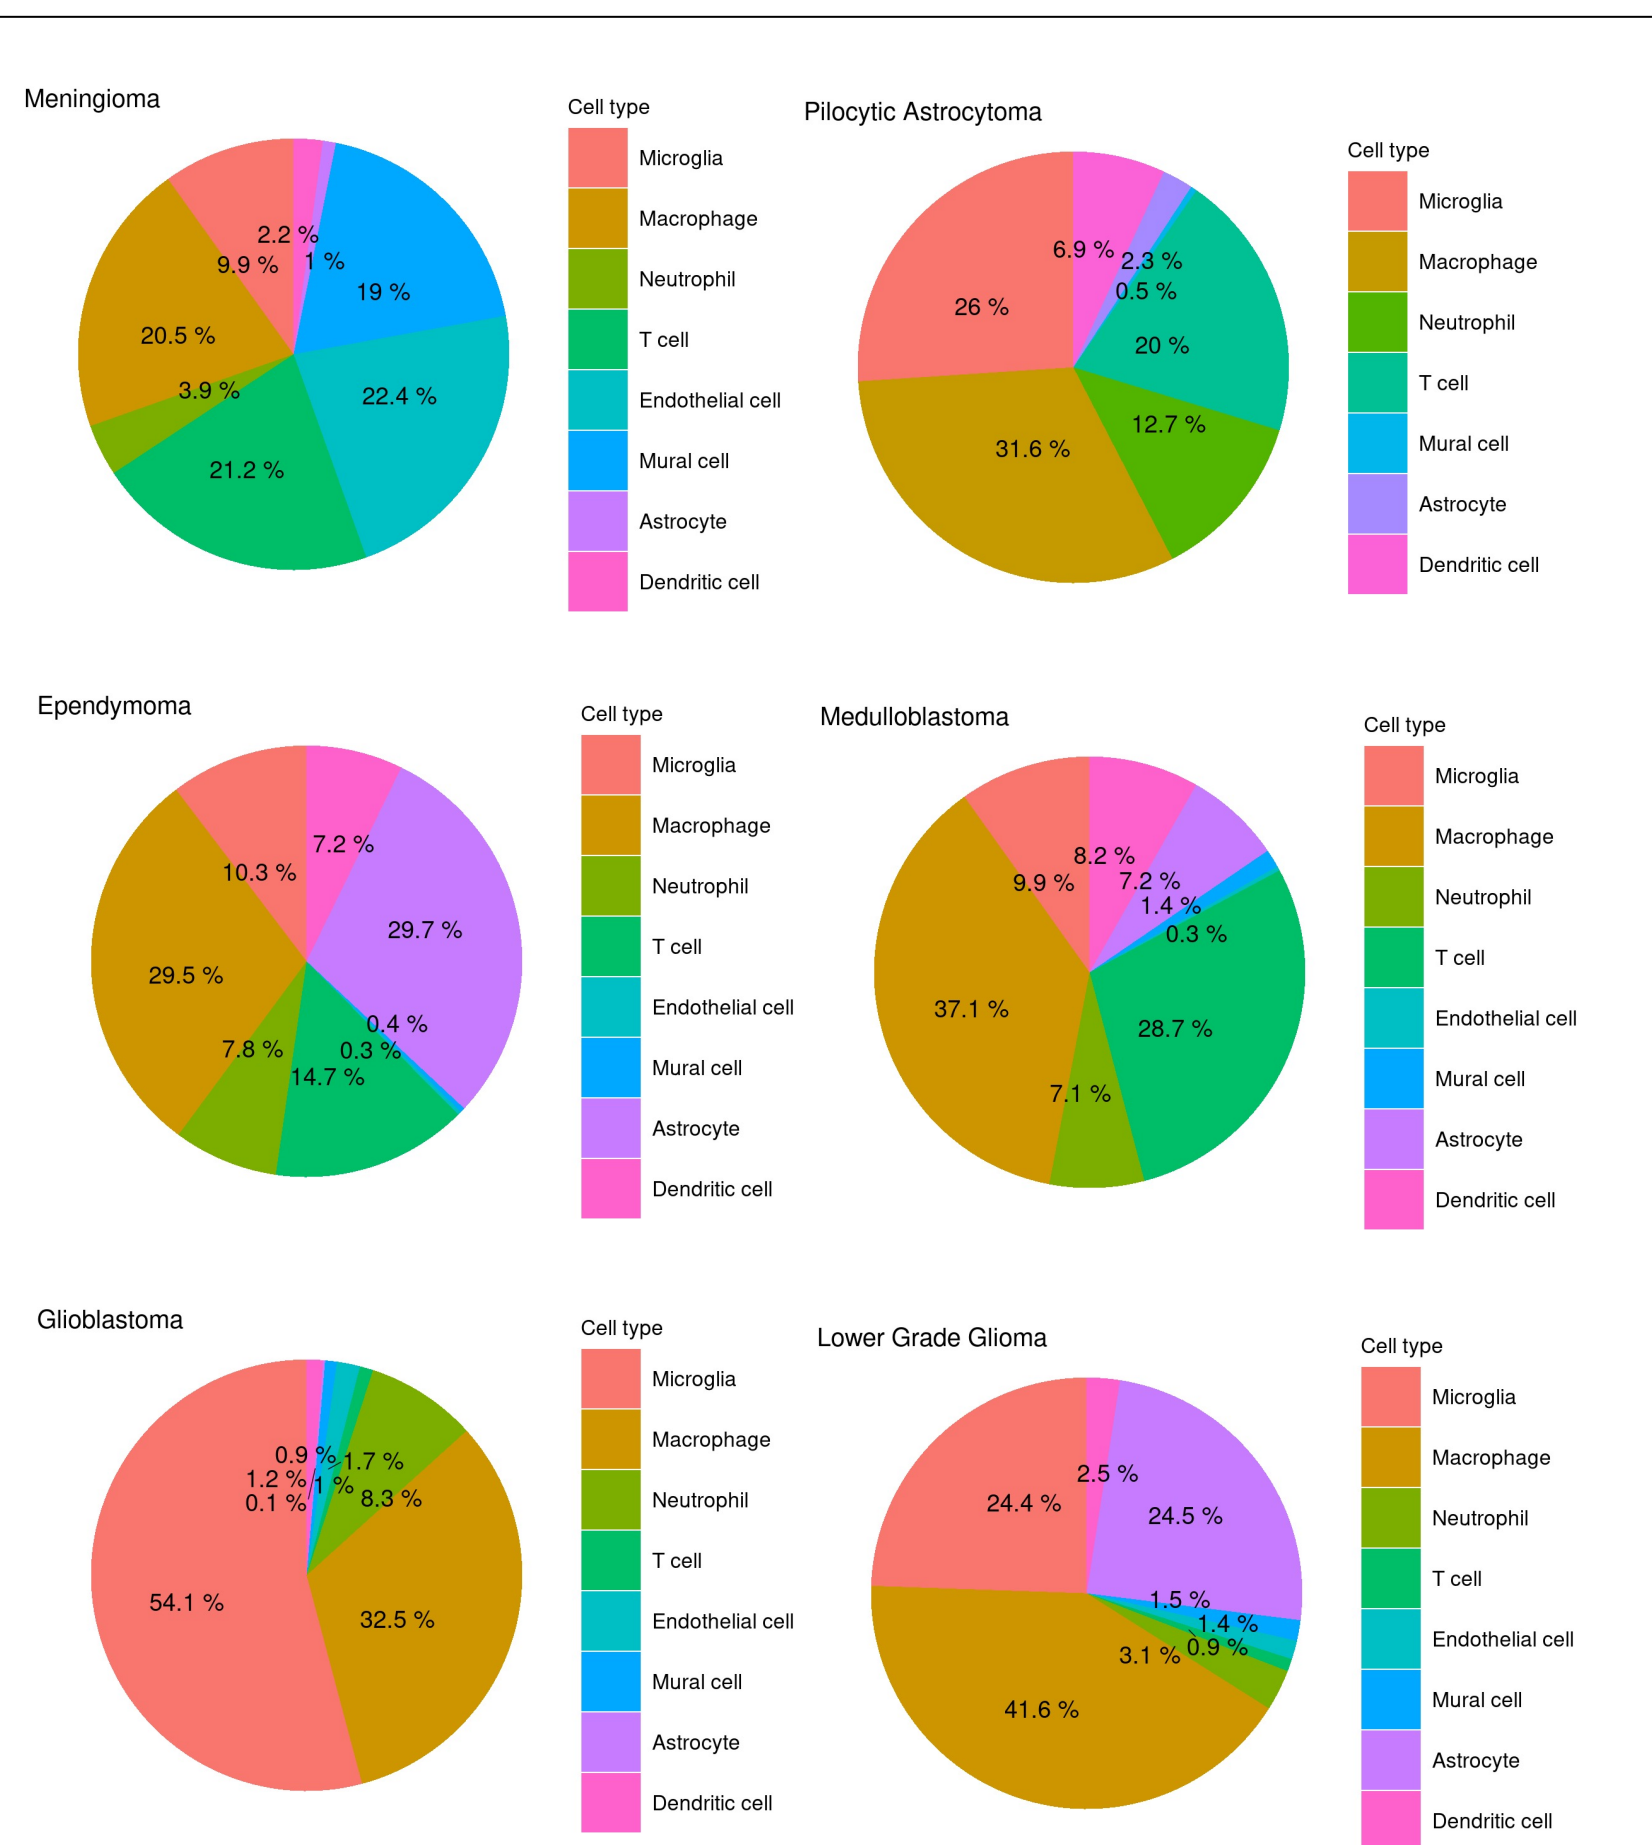 Meningioma
Cell type
Microglia
Macrophage
Neutrophil
T cell
Endothelial cell
Mural cell
Astrocyte
Dendritic cell
2.2 %
1 %
9.9 %
19 %
20.5 %
3.9 %
22.4 %
21.2 %
Pilocytic Astrocytoma
Cell type
Microglia
Macrophage
Neutrophil
T cell
Mural cell
Astrocyte
Dendritic cell
6.9 %
2.3 %
0.5 %
26 %
20 %
12.7 %
31.6 %
Ependymoma
Cell type
Microglia
Macrophage
Neutrophil
T cell
Endothelial cell
Mural cell
Astrocyte
Dendritic cell
7.2 %
10.3 %
29.7 %
29.5 %
0.4 %
7.8 %
0.3 %
14.7 %
Medulloblastoma
Cell type
Microglia
Macrophage
Neutrophil
T cell
Endothelial cell
Mural cell
Astrocyte
Dendritic cell
8.2 %
9.9 %
7.2 %
1.4 %
0.3 %
37.1 %
28.7 %
7.1 %
Glioblastoma
Cell type
Microglia
Macrophage
Neutrophil
T cell
Endothelial cell
Mural cell
Astrocyte
Dendritic cell
0.9 %
1.7 %
1.2 %
1 %
0.1 %
8.3 %
54.1 %
32.5 %
Lower Grade Glioma
Cell type
Microglia
Macrophage
Neutrophil
T cell
Endothelial cell
Mural cell
Astrocyte
Dendritic cell
2.5 %
24.4 %
24.5 %
1.5 %
1.4 %
0.9 %
3.1 %
41.6 %